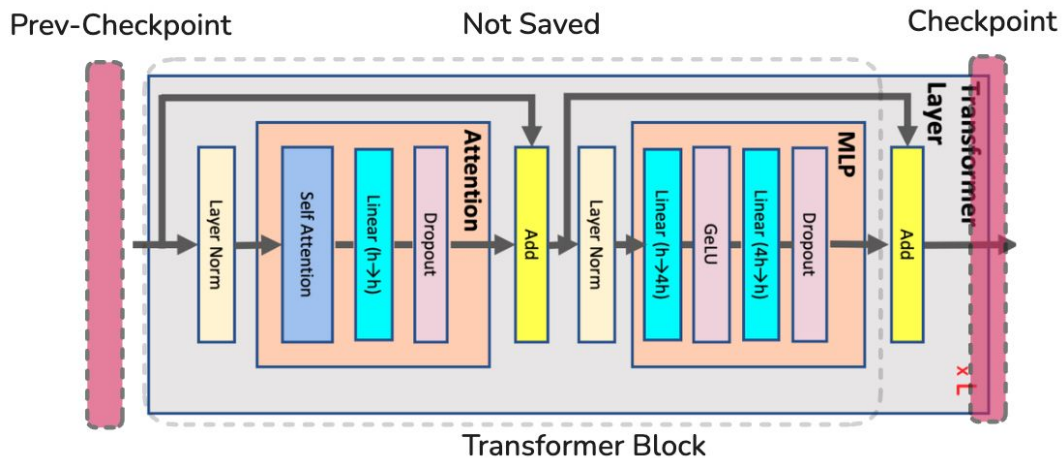 Prev-Checkpoint
Not Saved
Checkpoint
Transformer
Layer
Layer Norm
Attention
Self Attention
Linear (h→h)
Dropout
Add
Layer Norm
MLP
Linear (h→4h)
GeLU
Linear (4h→h)
Dropout
Add
x L
Transformer Block